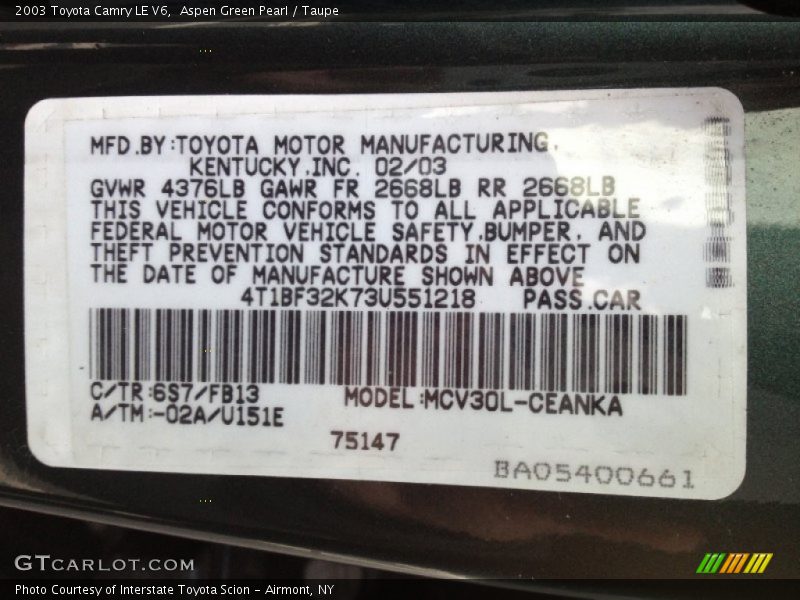 2003 Toyota Camry LE V6,  Aspen Green Pearl / Taupe
MFD.BY:TOYOTA MOTOR MANUFACTURING,
KENTUCKY,INC. 02/03
GVWR 4376LB GAWR FR 2668LB RR 2668LB
THIS VEHICLE CONFORMS TO ALL APPLICABLE
FEDERAL MOTOR VEHICLE SAFETY,BUMPER, AND
THEFT PREVENTION STANDARDS IN EFFECT ON
THE DATE OF MANUFACTURE SHOWN ABOVE
4T1BF32K73U551218 PASS.CAR
C/TR:6S7/FB13 MODEL:MCV30L-CEANKA
A/TM:-02A/U151E
75147
BA05400661
GTCARLOT.COM
Photo Courtesy of Interstate Toyota Scion - Airmont, NY